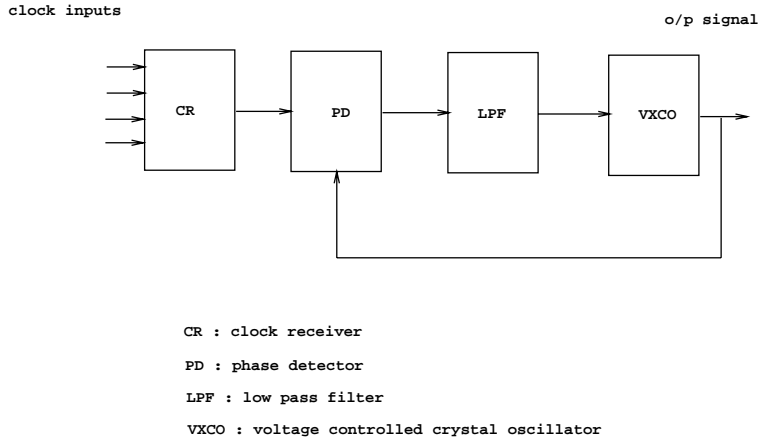 clock inputs
o/p signal
CR
PD
LPF
VXCO
CR : clock receiver
PD : phase detector
LPF : low pass filter
VXCO : voltage controlled crystal oscillator